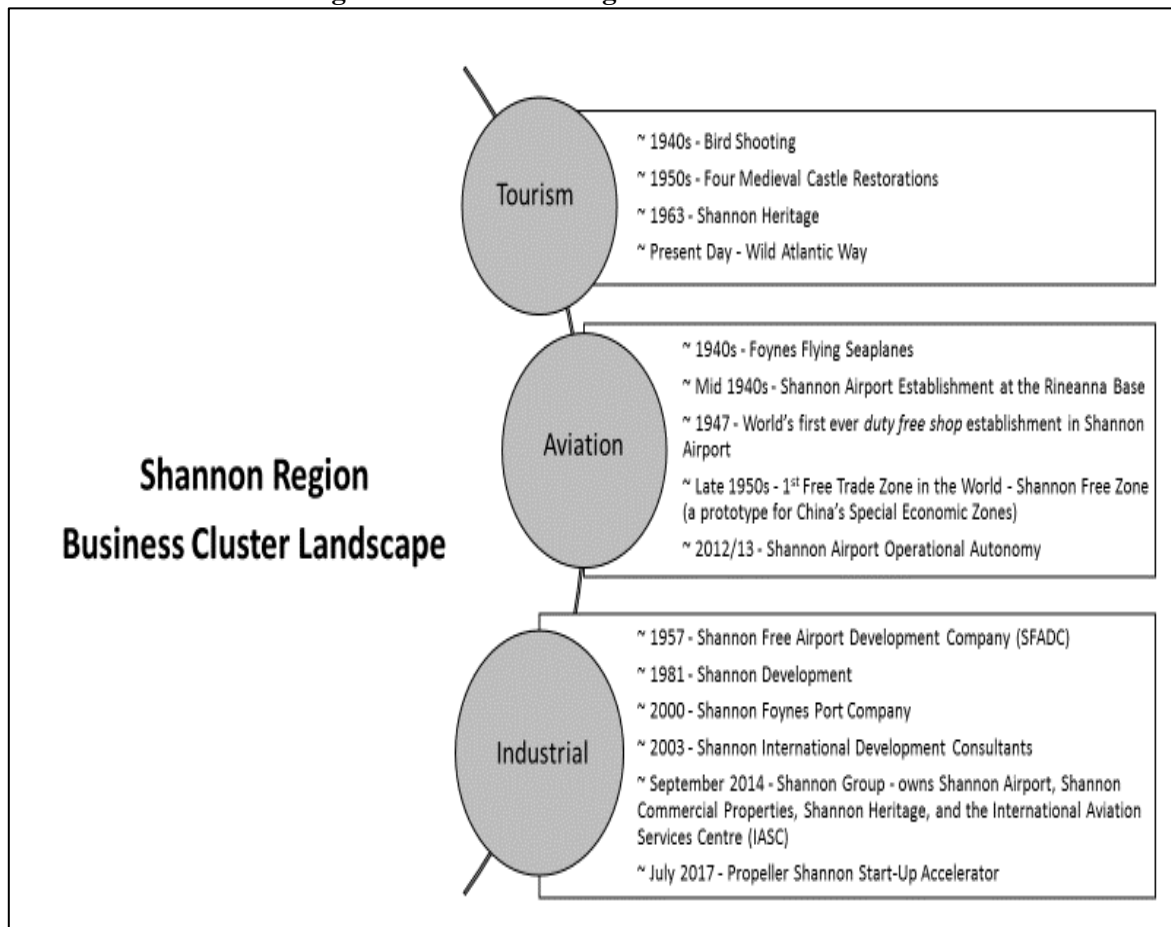 Shannon Region
Business Cluster Landscape
Tourism
~ 1940s - Bird Shooting
~ 1950s - Four Medieval Castle Restorations
~ 1963 - Shannon Heritage
~ Present Day - Wild Atlantic Way
Aviation
~ 1940s - Foynes Flying Seaplanes
~ Mid 1940s - Shannon Airport Establishment at the Rineanna Base
~ 1947 - World's first ever duty free shop establishment in Shannon
Airport
~ Late 1950s - 1st Free Trade Zone in the World - Shannon Free Zone
(a prototype for China's Special Economic Zones)
~ 2012/13 - Shannon Airport Operational Autonomy
Industrial
~ 1957 - Shannon Free Airport Development Company (SFADC)
~ 1981 - Shannon Development
~ 2000 - Shannon Foynes Port Company
~ 2003 - Shannon International Development Consultants
~ September 2014 - Shannon Group - owns Shannon Airport, Shannon
Commercial Properties, Shannon Heritage, and the International Aviation
Services Centre (IASC)
~ July 2017 - Propeller Shannon Start-Up Accelerator